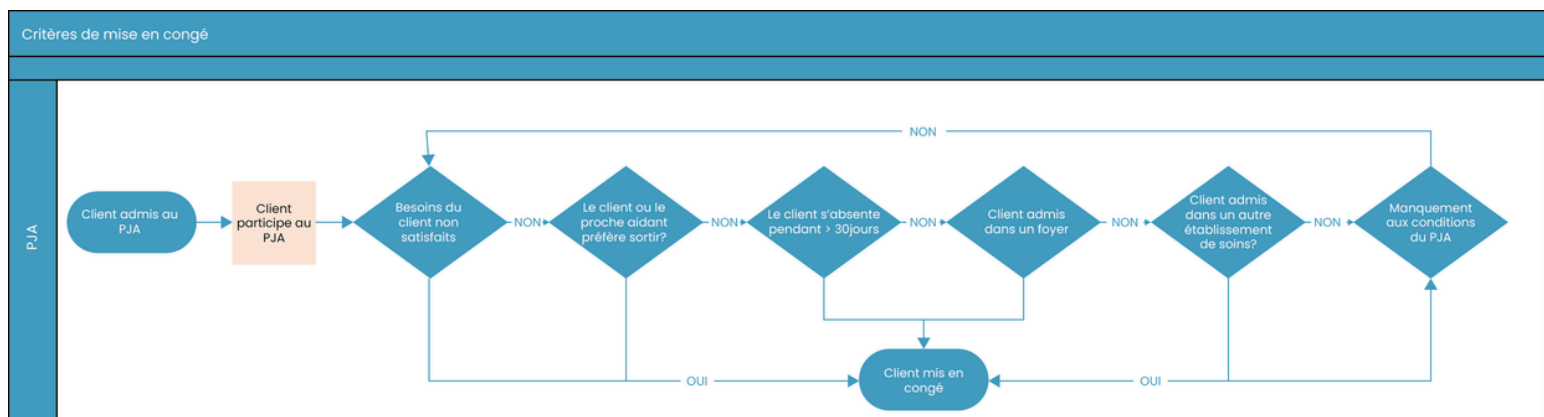 Critères de mise en congé
PJA
Client admis au
PJA
Client
participe au
PJA
Besoins du
client non
satisfaits
NON
Le client ou le
proche aidant
préfère sortir?
NON
Le client s'absente
pendant > 30jours
NON
Client admis
dans un foyer
NON
Client admis
dans un autre
établissement
de soins?
NON
Manquement
aux conditions
du PJA
NON
OUI
Client mis en
congé
OUI